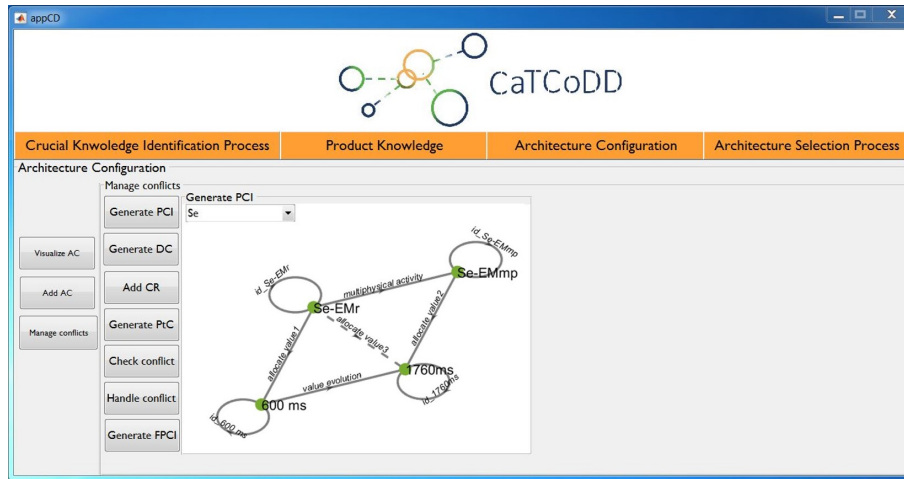 appCD
CaTCoDD
Crucial Knwoledge Identification Process
Product Knowledge
Architecture Configuration
Architecture Selection Process
Architecture Configuration
Manage conflicts
Generate PCI
Generate PCI
Se
Generate DC
Add CR
Generate PtC
Check conflict
Handle conflict
Generate FPCI
Visualize AC
Add AC
Manage conflicts
id_Se-EMmp
Se-EMmp
id_Se-EMr
multiphysical activity
Se-EMr
allocate value2
allocate value3
allocate value1
1760ms
value evolution
id_1760ms
600 ms
id_600 ms